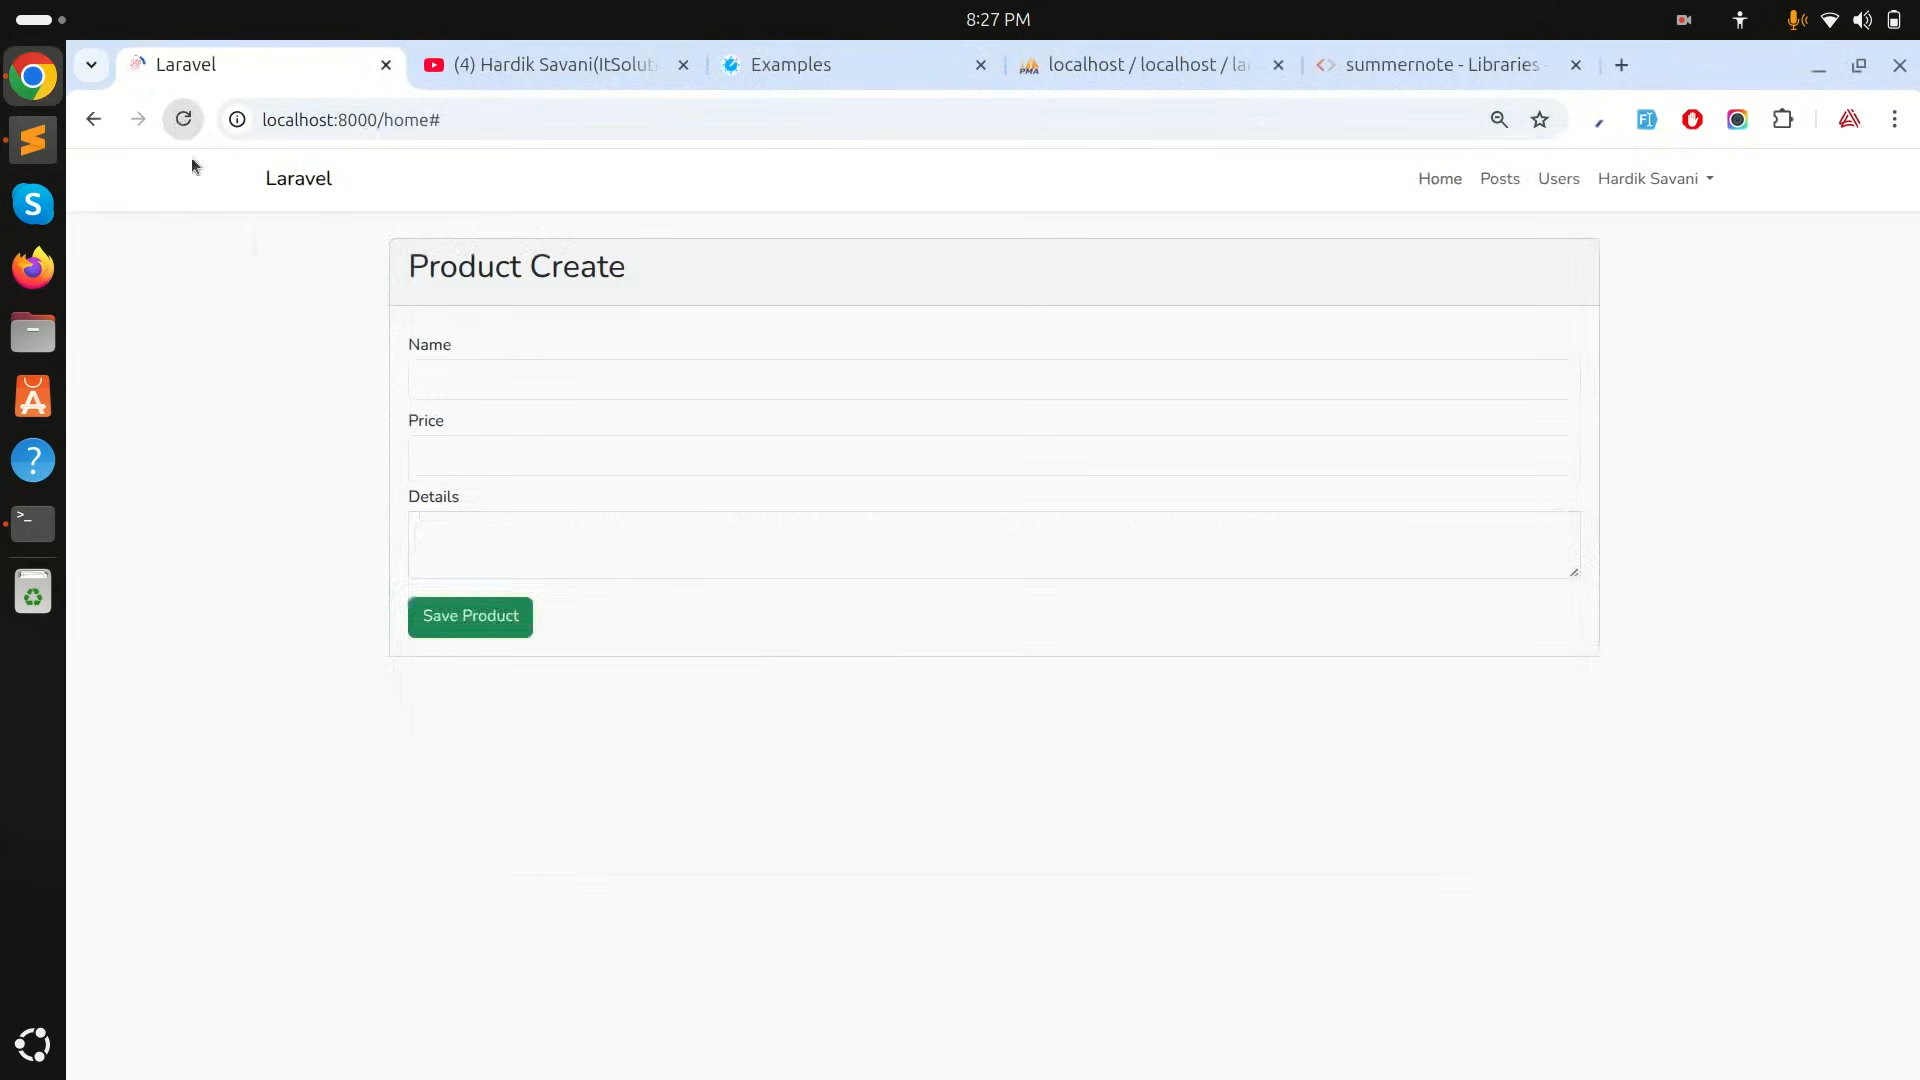 8:27 PM
Laravel
(4) Hardik Savani(ItSolut
Examples
localhost / localhost / la
summernote - Libraries
localhost:8000/home#
Laravel
Home
Posts
Users
Hardik Savani
Product Create
Name
Price
Details
Save Product